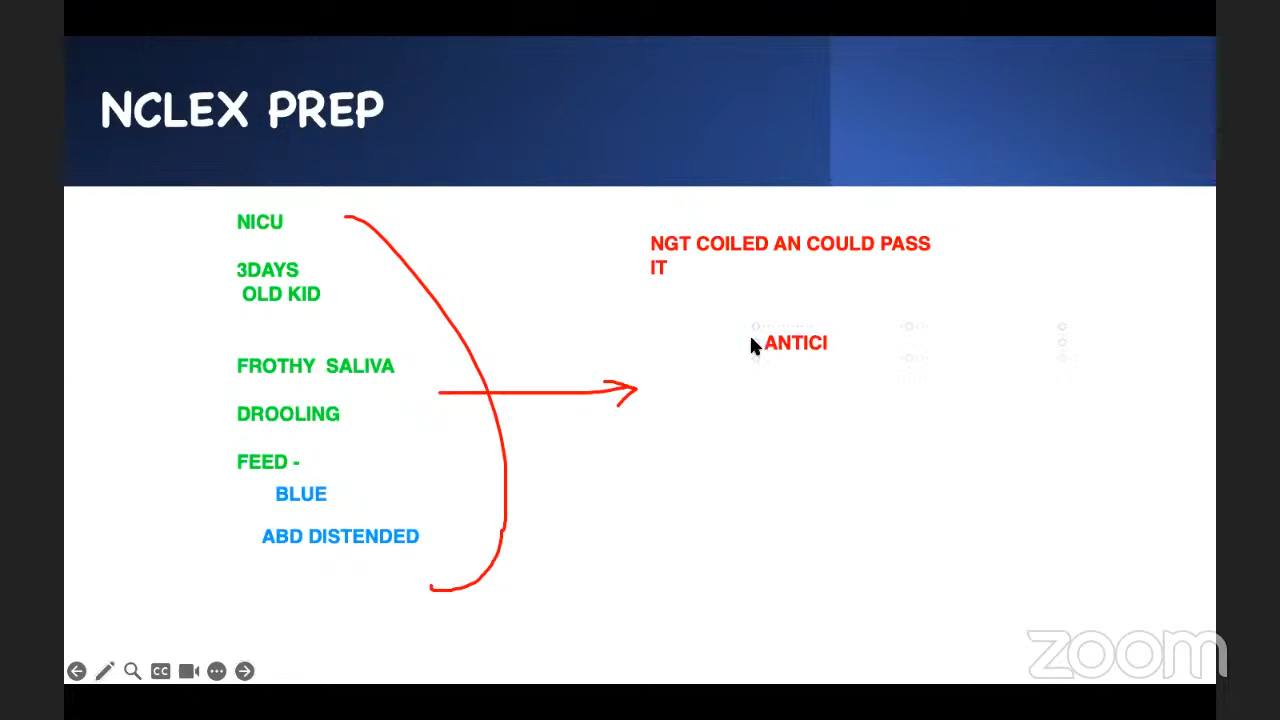 NCLEX PREP
NICU
3DAYS
OLD KID
FROTHY SALIVA
DROOLING
FEED -
BLUE
ABD DISTENDED
NGT COILED AN COULD PASS
IT
ANTICI
CC
zoom